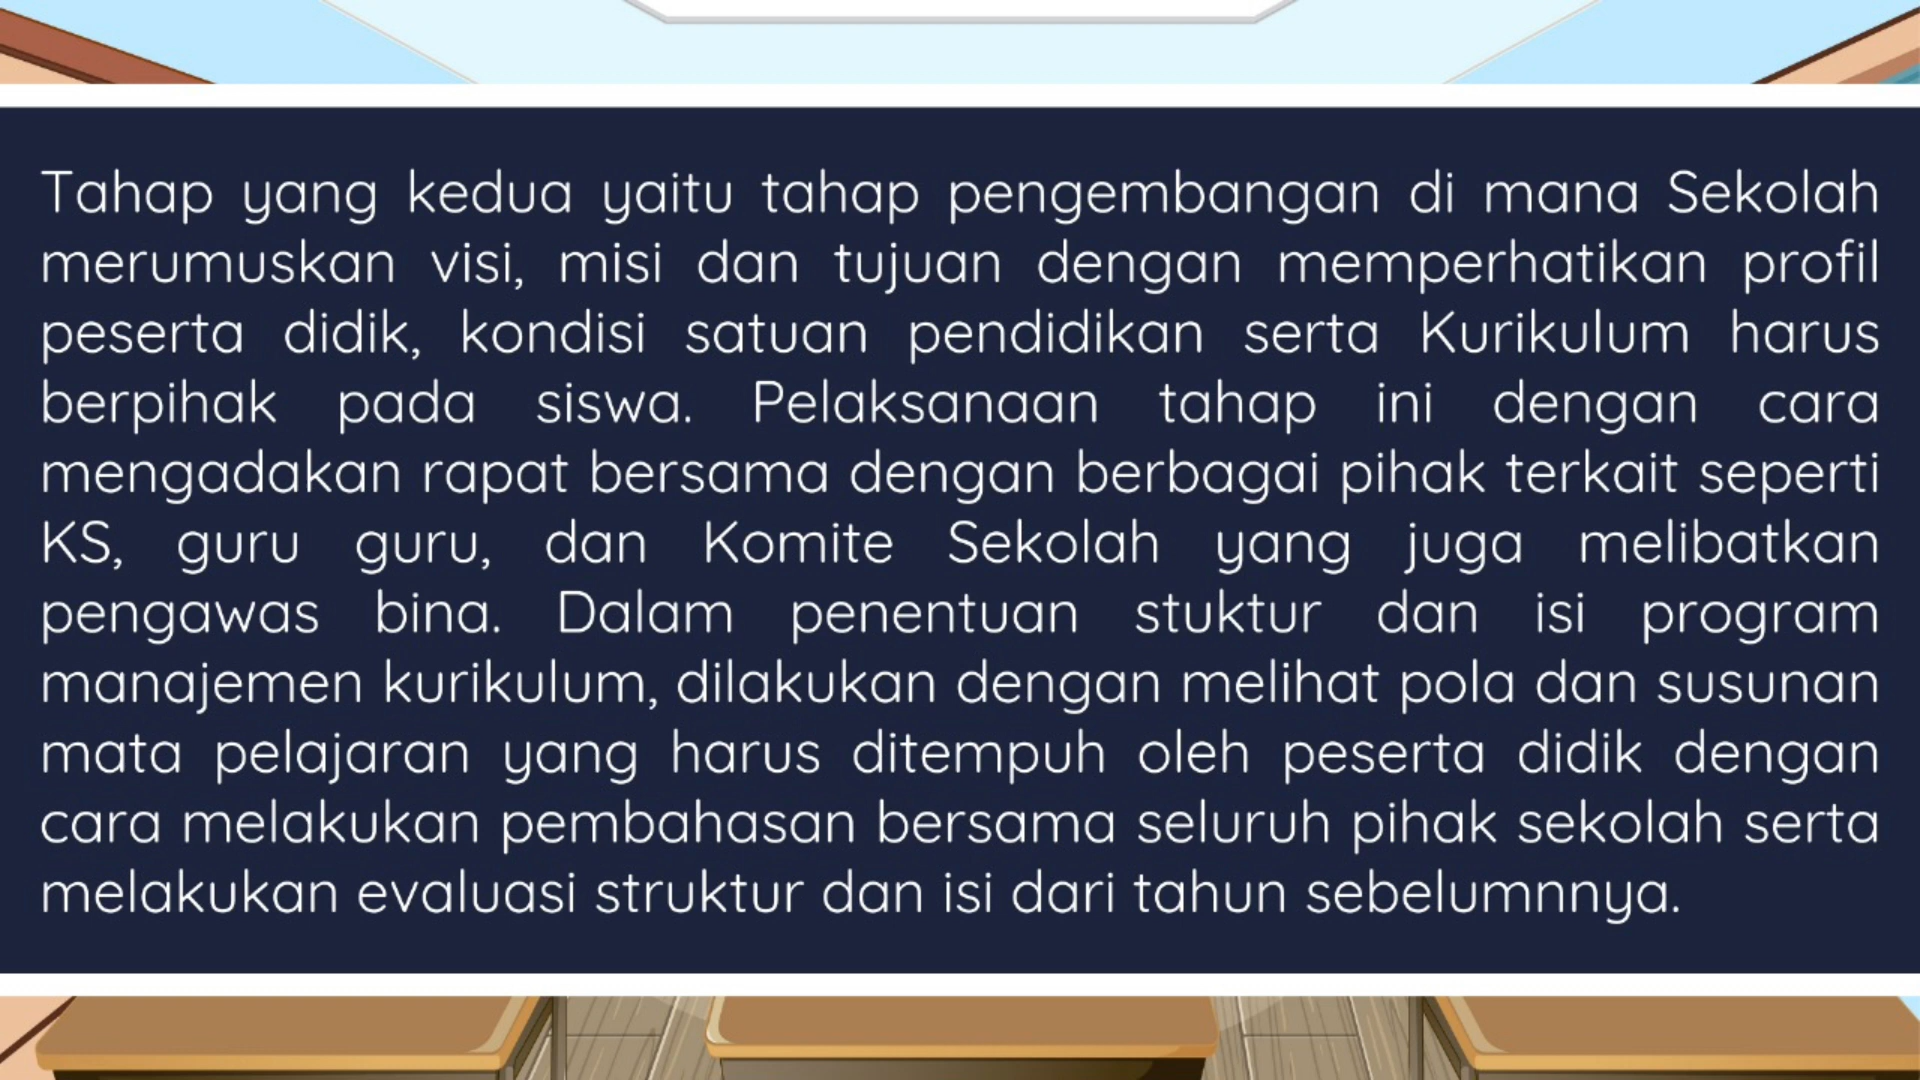 Tahap yang kedua yaitu tahap pengembangan di mana Sekolah
merumuskan visi, misi dan tujuan dengan memperhatikan profil
peserta didik, kondisi satuan pendidikan serta Kurikulum harus
berpihak pada siswa. Pelaksanaan tahap ini dengan cara
mengadakan rapat bersama dengan berbagai pihak terkait seperti
KS, guru guru, dan Komite Sekolah yang juga melibatkan
pengawas bina. Dalam penentuan stuktur dan isi program
manajemen kurikulum, dilakukan dengan melihat pola dan susunan
mata pelajaran yang harus ditempuh oleh peserta didik dengan
cara melakukan pembahasan bersama seluruh pihak sekolah serta
melakukan evaluasi struktur dan isi dari tahun sebelumnnya.